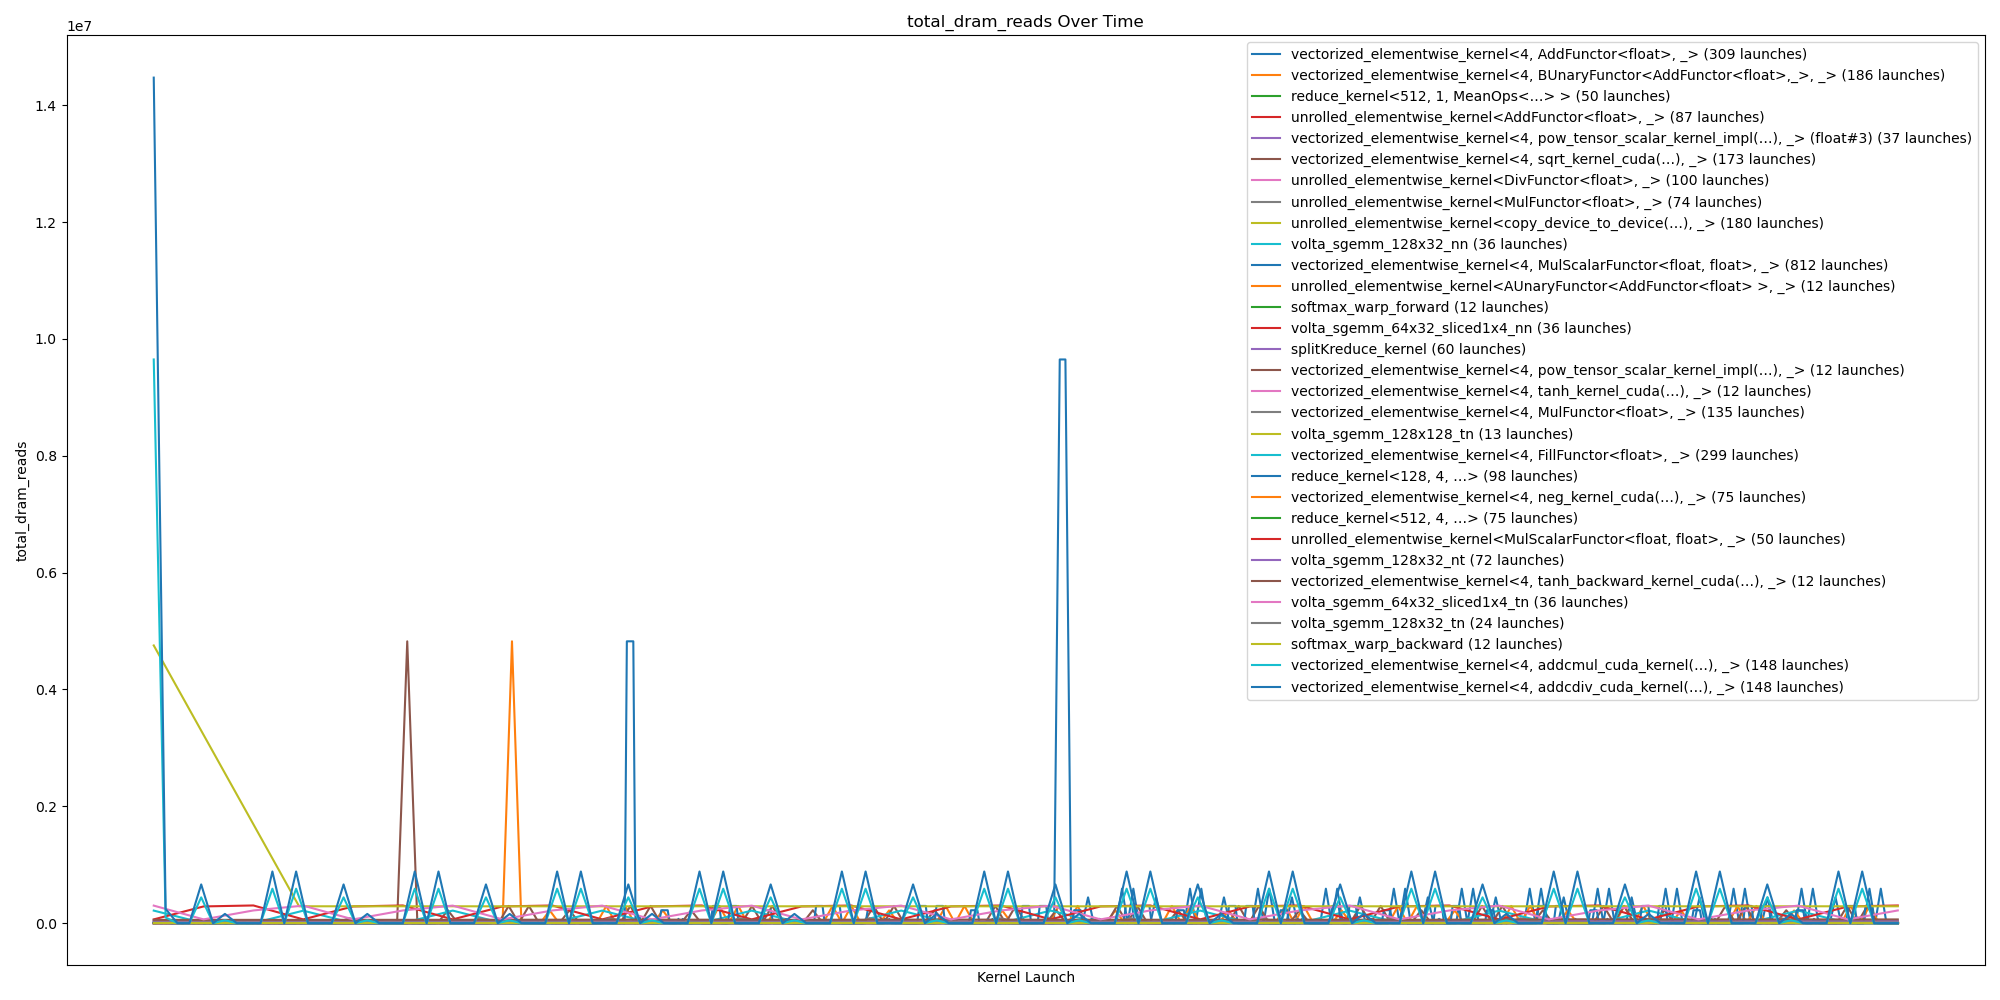 total_dram_reads Over Time
1e7
1.4
1.2
1.0
0.8
0.6
0.4
0.2
0.0
total_dram_reads
Kernel Launch
vectorized_elementwise_kernel<4, AddFunctor<float>, _> (309 launches)
vectorized_elementwise_kernel<4, BUnaryFunctor<AddFunctor<float>,_>, _> (186 launches)
reduce_kernel<512, 1, MeanOps<...> > (50 launches)
unrolled_elementwise_kernel<AddFunctor<float>, _> (87 launches)
vectorized_elementwise_kernel<4, pow_tensor_scalar_kernel_impl(...), _> (float#3) (37 launches)
vectorized_elementwise_kernel<4, sqrt_kernel_cuda(...), _> (173 launches)
unrolled_elementwise_kernel<DivFunctor<float>, _> (100 launches)
unrolled_elementwise_kernel<MulFunctor<float>, _> (74 launches)
unrolled_elementwise_kernel<copy_device_to_device(...), _> (180 launches)
volta_sgemm_128x32_nn (36 launches)
vectorized_elementwise_kernel<4, MulScalarFunctor<float, float>, _> (812 launches)
unrolled_elementwise_kernel<AUnaryFunctor<AddFunctor<float> >, _> (12 launches)
softmax_warp_forward (12 launches)
volta_sgemm_64x32_sliced1x4_nn (36 launches)
splitKreduce_kernel (60 launches)
vectorized_elementwise_kernel<4, pow_tensor_scalar_kernel_impl(...), _> (12 launches)
vectorized_elementwise_kernel<4, tanh_kernel_cuda(...), _> (12 launches)
vectorized_elementwise_kernel<4, MulFunctor<float>, _> (135 launches)
volta_sgemm_128x128_tn (13 launches)
vectorized_elementwise_kernel<4, FillFunctor<float>, _> (299 launches)
reduce_kernel<128, 4, ...> (98 launches)
vectorized_elementwise_kernel<4, neg_kernel_cuda(...), _> (75 launches)
reduce_kernel<512, 4, ...> (75 launches)
unrolled_elementwise_kernel<MulScalarFunctor<float, float>, _> (50 launches)
volta_sgemm_128x32_nt (72 launches)
vectorized_elementwise_kernel<4, tanh_backward_kernel_cuda(...), _> (12 launches)
volta_sgemm_64x32_sliced1x4_tn (36 launches)
volta_sgemm_128x32_tn (24 launches)
softmax_warp_backward (12 launches)
vectorized_elementwise_kernel<4, addcmul_cuda_kernel(...), _> (148 launches)
vectorized_elementwise_kernel<4, addcdiv_cuda_kernel(...), _> (148 launches)